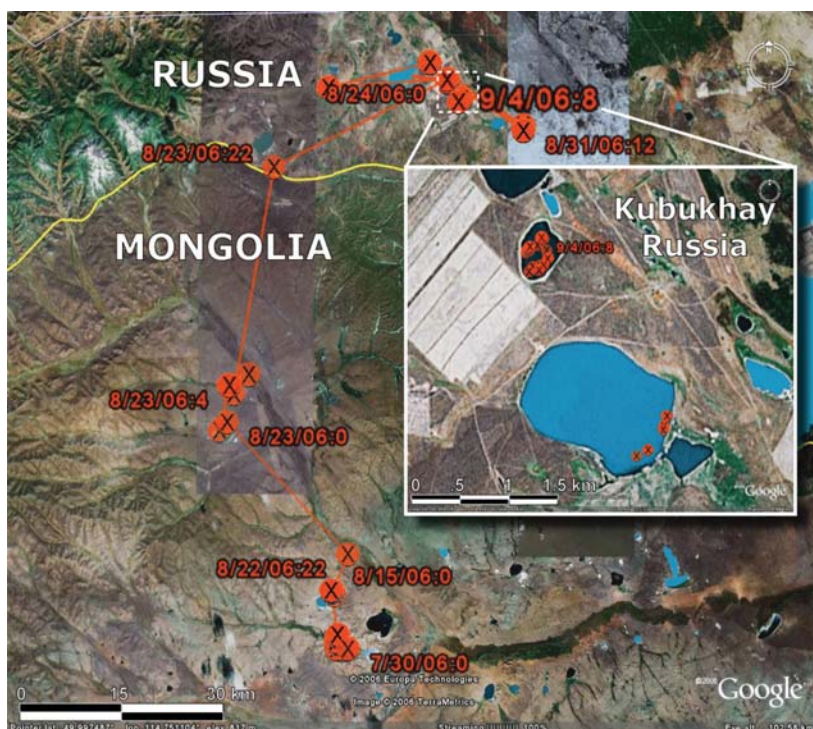 RUSSIA
N
8/24/06:0
9/4/06:8
8/31/06:12
8/23/06:22
MONGOLIA
Kubukhay
Russia
9/4/06:8
8/23/06:4
8/23/06:0
0 .5 1 1.5 km
Google
8/22/06:22
8/15/06:0
7/30/06:0
© 2006 Europa Technologies
Image © 2006 TerraMetrics
©2006 Google
0 15 30 km
Streaming 100%